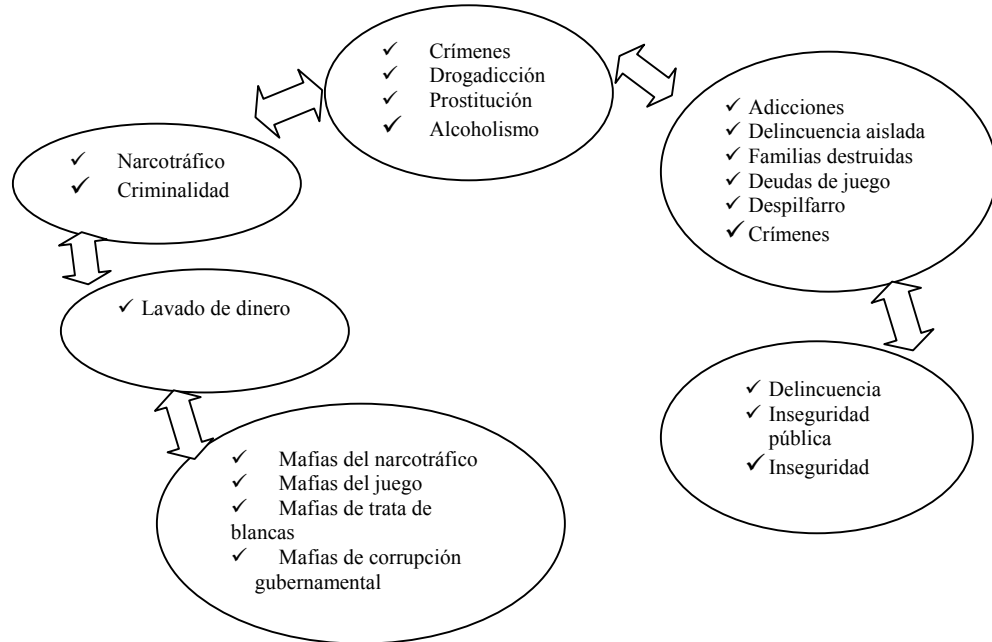 ✓ Crímenes
✓ Drogadicción
✓ Prostitución
✓ Alcoholismo
✓ Adicciones
✓ Delincuencia aislada
✓ Familias destruidas
✓ Deudas de juego
✓ Despilfarro
✓ Crímenes
✓ Narcotráfico
✓ Criminalidad
✓ Lavado de dinero
✓ Delincuencia
✓ Inseguridad
pública
✓ Inseguridad
✓ Mafias del narcotráfico
✓ Mafias del juego
✓ Mafias de trata de
blancas
✓ Mafias de corrupción
gubernamental